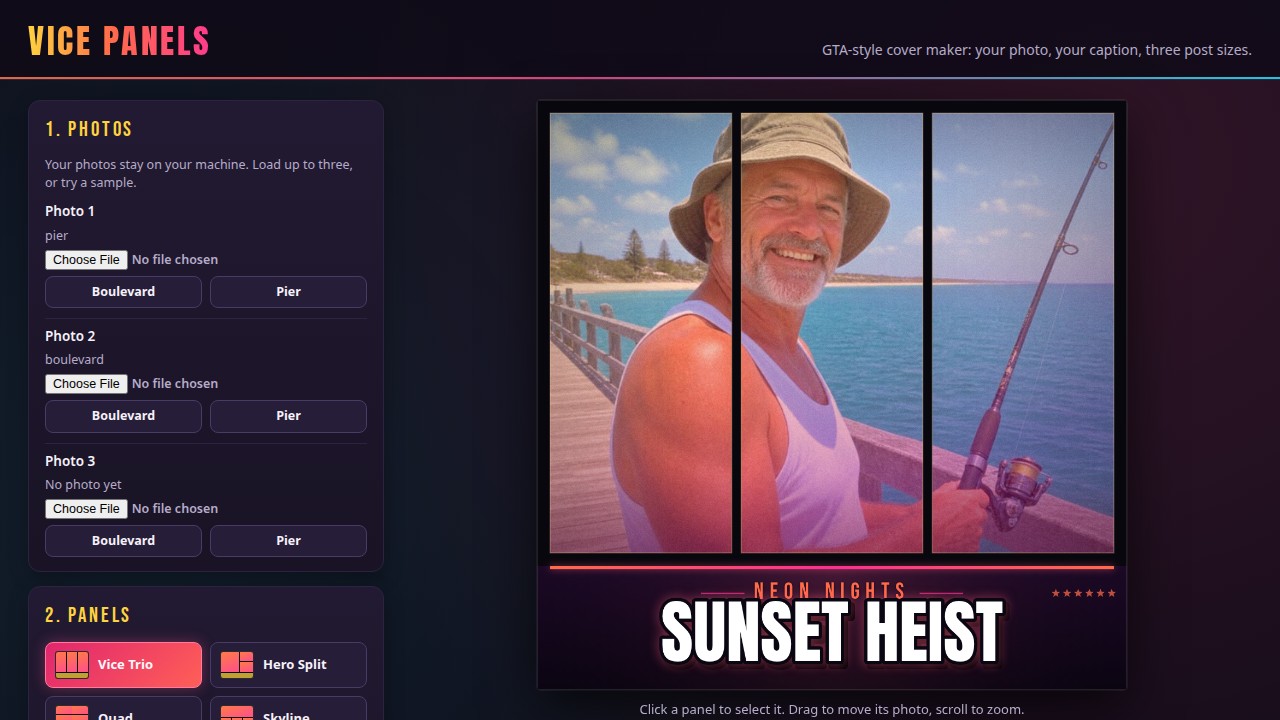 VICE PANELS
GTA-style cover maker: your photo, your caption, three post sizes.
1. PHOTOS
Your photos stay on your machine. Load up to three,
or try a sample.
Photo 1
pier
Choose File No file chosen
Boulevard Pier
Photo 2
boulevard
Choose File No file chosen
Boulevard Pier
Photo 3
No photo yet
Choose File No file chosen
Boulevard Pier
2. PANELS
Vice Trio Hero Split
Quad Skyline
NEON NIGHTS
★★★★★★
SUNSET HEIST
Click a panel to select it. Drag to move its photo, scroll to zoom.